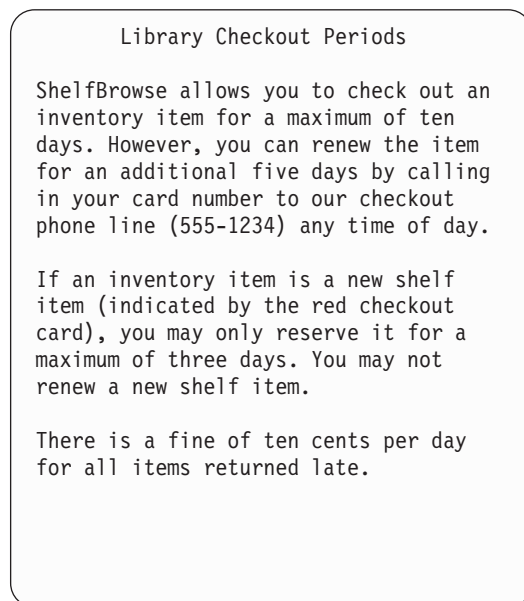 Library Checkout Periods
ShelfBrowse allows you to check out an
inventory item for a maximum of ten
days. However, you can renew the item
for an additional five days by calling
in your card number to our checkout
phone line (555-1234) any time of day.
If an inventory item is a new shelf
item (indicated by the red checkout
card), you may only reserve it for a
maximum of three days. You may not
renew a new shelf item.
There is a fine of ten cents per day
for all items returned late.